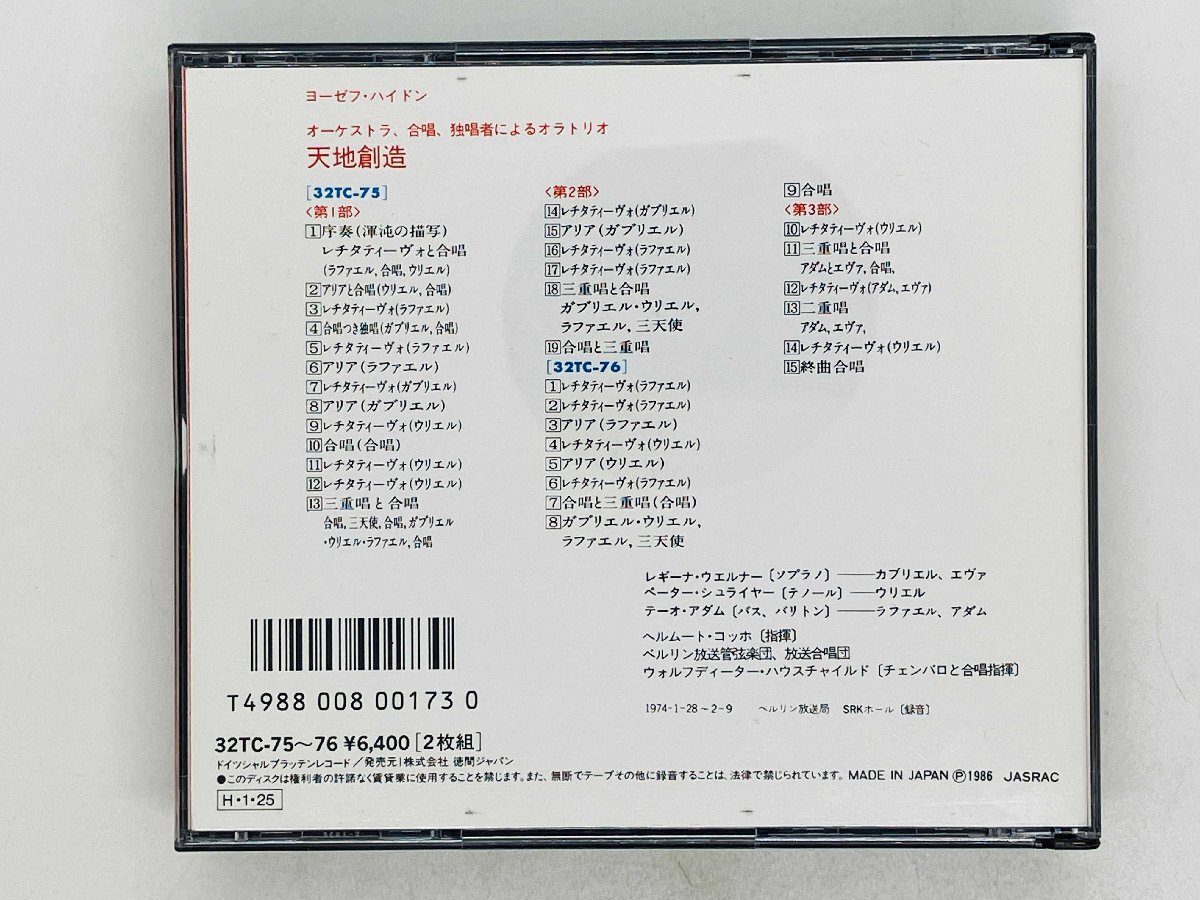 ヨーゼフ・ハイドン
オーケストラ、合唱、独唱者によるオラトリオ
天地創造
[32TC-75]
〈第1部〉
1 序奏(渾沌の描写)
レチタティーヴォと合唱
(ラファエル,合唱,ウリエル)
2 アリアと合唱(ウリエル,合唱)
3 レチタティーヴォ(ラファエル)
4 合唱つき独唱(ガブリエル,合唱)
5 レチタティーヴォ(ラファエル)
6 アリア(ラファエル)
7 レチタティーヴォ(ガブリエル)
8 アリア(ガブリエル)
9 レチタティーヴォ(ウリエル)
10 合唱(合唱)
11 レチタティーヴォ(ウリエル)
12 レチタティーヴォ(ウリエル)
13 三重唱と合唱
合唱,三天使,合唱,ガブリエル
・ウリエル・ラファエル,合唱
〈第2部〉
14 レチタティーヴォ(ガブリエル)
15 アリア(ガブリエル)
16 レチタティーヴォ(ラファエル)
17 レチタティーヴォ(ラファエル)
18 三重唱と合唱
ガブリエル・ウリエル,
ラファエル,三天使
19 合唱と三重唱
[32TC-76]
1 レチタティーヴォ(ラファエル)
2 レチタティーヴォ(ラファエル)
3 アリア(ラファエル)
4 レチタティーヴォ(ウリエル)
5 アリア(ウリエル)
6 レチタティーヴォ(ラファエル)
7 合唱と三重唱(合唱)
8 ガブリエル・ウリエル,
ラファエル,三天使
9 合唱
〈第3部〉
10 レチタティーヴォ(ウリエル)
11 三重唱と合唱
アダムとエヴァ,合唱,
12 レチタティーヴォ(アダム,エヴァ)
13 二重唱
アダム,エヴァ,
14 レチタティーヴォ(ウリエル)
15 終曲合唱
レギーナ・ウエルナー〔ソプラノ〕――カブリエル、エヴァ
ペーター・シュライヤー〔テノール〕――ウリエル
テーオ・アダム〔バス、バリトン〕――ラファエル、アダム
ヘルムート・コッホ〔指揮〕
ベルリン放送管弦楽団、放送合唱団
ウォルフディーター・ハウスチャイルド〔チェンバロと合唱指揮〕
1974-1-28～2-9 ベルリン放送局 SRKホール〔録音〕
T4988 008 00173 0
32TC-75～76 ¥6,400[2枚組]
ドイツシャルプラッテンレコード／発売元|株式会社 徳間ジャパン
●このディスクは権利者の許諾なく賃貸業に使用することを禁じます。また、無断でテープその他に録音することは、法律で禁じられています。 MADE IN JAPAN Ⓟ1986 JASRAC
H・1・25